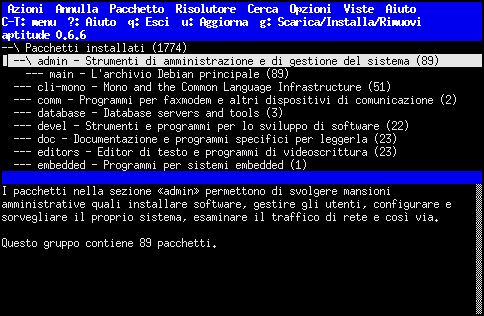 Azioni Annulla Pacchetto Risolutore Cerca Opzioni Viste Aiuto
C-T: menu ?: Aiuto q: Esci u: Aggiorna g: Scarica/Installa/Rimuovi
aptitude 0.6.6
--\ Pacchetti installati (1774)
--\ admin - Strumenti di amministrazione e di gestione del sistema (89)
--- main - L'archivio Debian principale (89)
--- cli-mono - Mono and the Common Language Infrastructure (51)
--- comm - Programmi per faxmodem e altri dispositivi di comunicazione (2)
--- database - Database servers and tools (3)
--- devel - Strumenti e programmi per lo sviluppo di software (22)
--- doc - Documentazione e programmi specifici per leggerla (23)
--- editors - Editor di testo e programmi di videoscrittura (23)
--- embedded - Programmi per sistemi embedded (1)
I pacchetti nella sezione «admin» permettono di svolgere mansioni
amministrative quali installare software, gestire gli utenti, configurare e
sorvegliare il proprio sistema, esaminare il traffico di rete e così via.
Questo gruppo contiene 89 pacchetti.